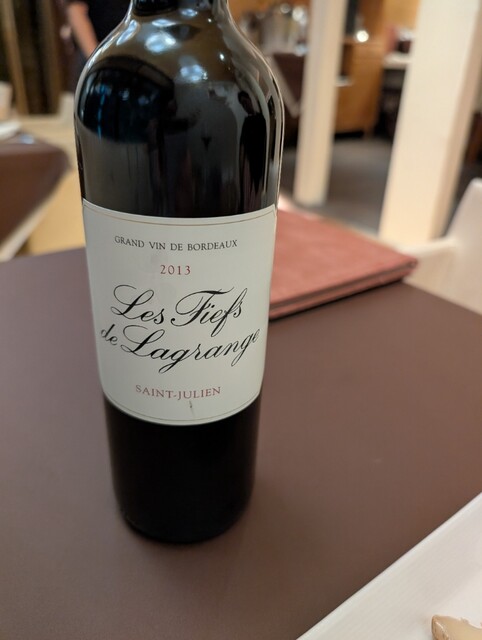 GRAND VIN DE BORDEAUX
2013
Les Fiefs
de Lagrange
SAINT-JULIEN